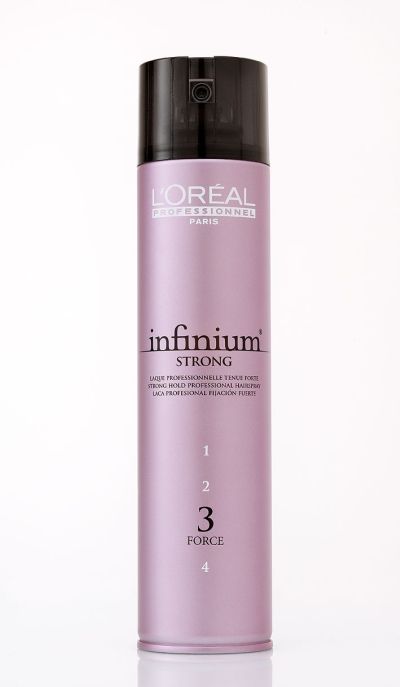 L'ORÉAL
PROFESSIONNEL
PARIS
infinium®
STRONG
LAQUE PROFESSIONNELLE TENUE FORTE
STRONG HOLD PROFESSIONAL HAIRSPRAY
LACA PROFESIONAL FIJACIÓN FUERTE
1
2
3
FORCE
4